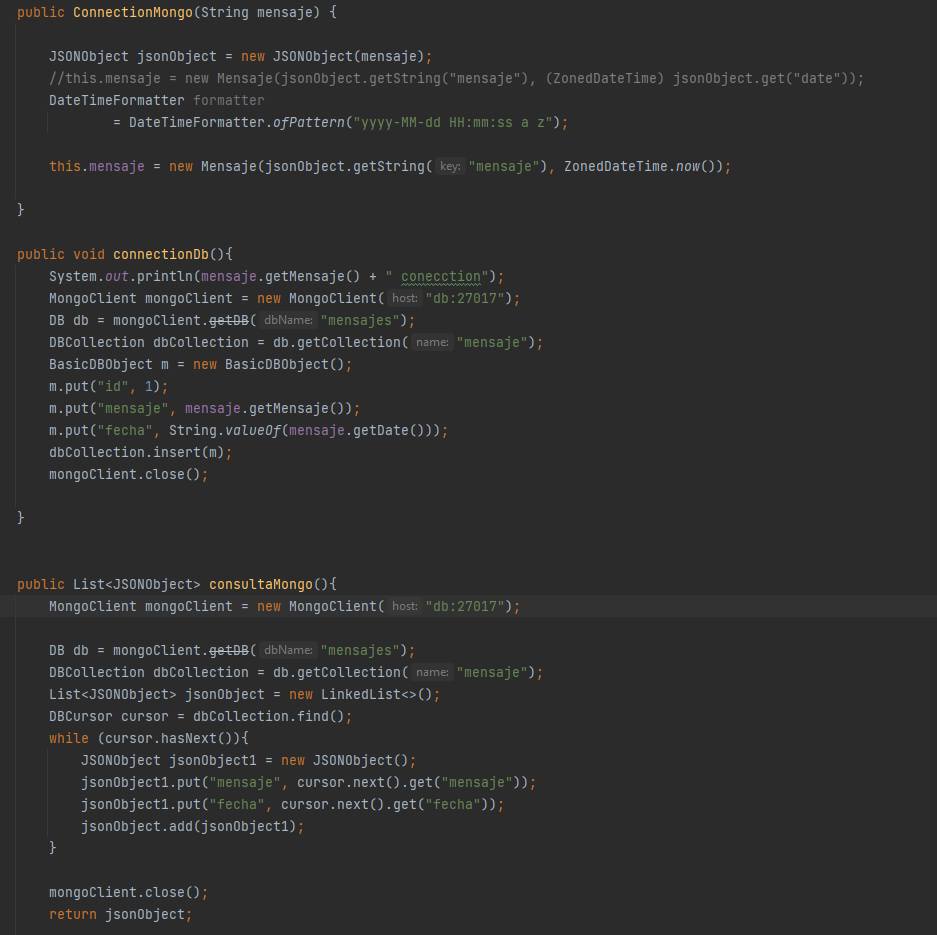 public ConnectionMongo(String mensaje) {
JSONObject jsonObject = new JSONObject(mensaje);
//this.mensaje = new Mensaje(jsonObject.getString("mensaje"), (ZonedDateTime) jsonObject.get("date"));
DateTimeFormatter formatter
= DateTimeFormatter.ofPattern("yyyy-MM-dd HH:mm:ss a z");
this.mensaje = new Mensaje(jsonObject.getString( key: "mensaje"), ZonedDateTime.now());
}
public void connectionDb(){
System.out.println(mensaje.getMensaje() + " conecction");
MongoClient mongoClient = new MongoClient( host: "db:27017");
DB db = mongoClient.getDB( dbName: "mensajes");
DBCollection dbCollection = db.getCollection( name: "mensaje");
BasicDBObject m = new BasicDBObject();
m.put("id", 1);
m.put("mensaje", mensaje.getMensaje());
m.put("fecha", String.valueOf(mensaje.getDate()));
dbCollection.insert(m);
mongoClient.close();
}
public List<JSONObject> consultaMongo(){
MongoClient mongoClient = new MongoClient( host: "db:27017");
DB db = mongoClient.getDB( dbName: "mensajes");
DBCollection dbCollection = db.getCollection( name: "mensaje");
List<JSONObject> jsonObject = new LinkedList<>();
DBCursor cursor = dbCollection.find();
while (cursor.hasNext()){
JSONObject jsonObject1 = new JSONObject();
jsonObject1.put("mensaje", cursor.next().get("mensaje"));
jsonObject1.put("fecha", cursor.next().get("fecha"));
jsonObject.add(jsonObject1);
}
mongoClient.close();
return jsonObject;